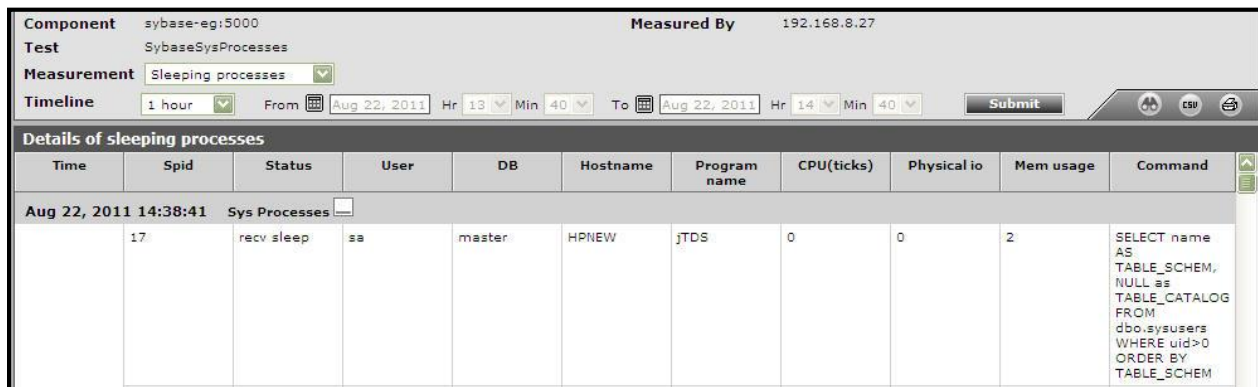 Component sybase-eg:5000 Measured By 192.168.8.27
Test SybaseSysProcesses
Measurement Sleeping processes
Timeline 1 hour From Aug 22, 2011 Hr 13 Min 40 To Aug 22, 2011 Hr 14 Min 40 Submit CSV
Details of sleeping processes
Time Spid Status User DB Hostname Program name CPU(ticks) Physical io Mem usage Command
Aug 22, 2011 14:38:41 Sys Processes
17 recv sleep sa master HPNEW jTDS 0 0 2 SELECT name
AS
TABLE_SCHEM,
NULL as
TABLE_CATALOG
FROM
dbo.sysusers
WHERE uid>0
ORDER BY
TABLE_SCHEM